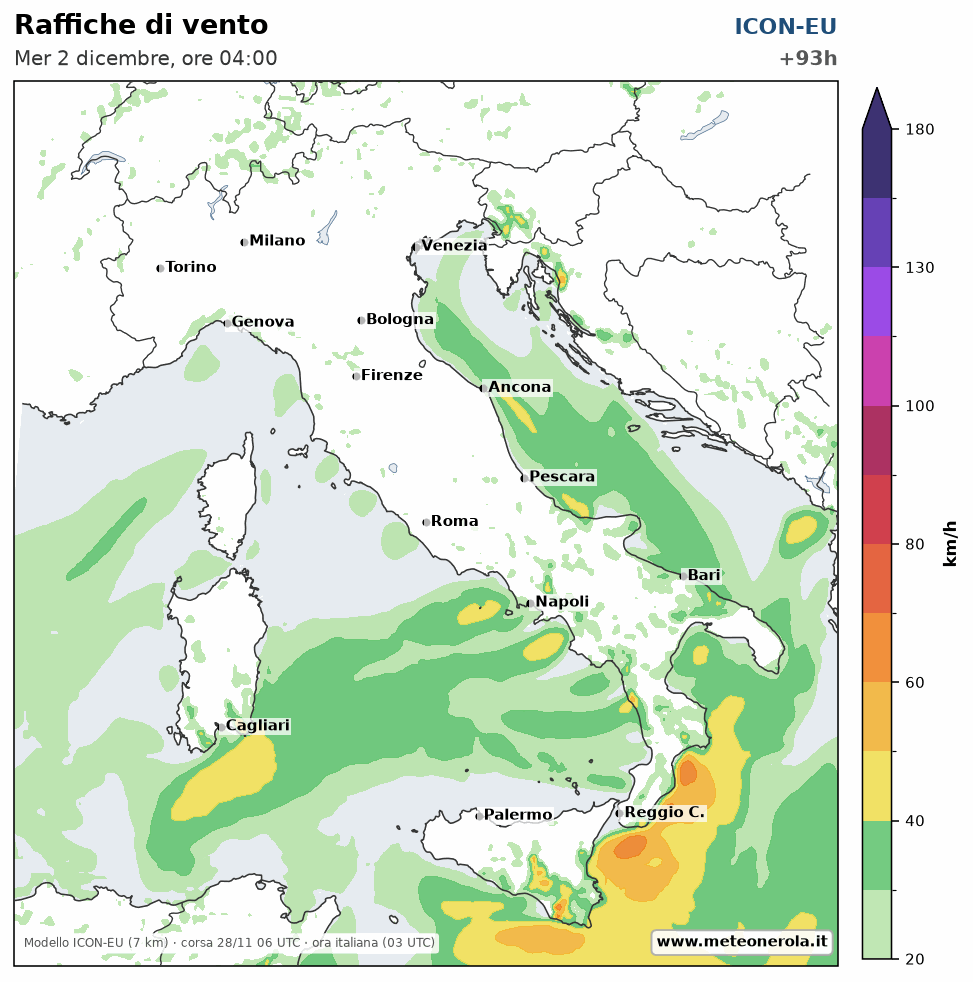 Raffiche di vento
ICON-EU
Mer 2 dicembre, ore 04:00
+93h
180
130
100
80
60
40
20
km/h
Milano
Venezia
Torino
Genova
Bologna
Firenze
Ancona
Pescara
Roma
Bari
Napoli
Cagliari
Palermo
Reggio C.
Modello ICON-EU (7 km) · corsa 28/11 06 UTC · ora italiana (03 UTC)
www.meteonerola.it